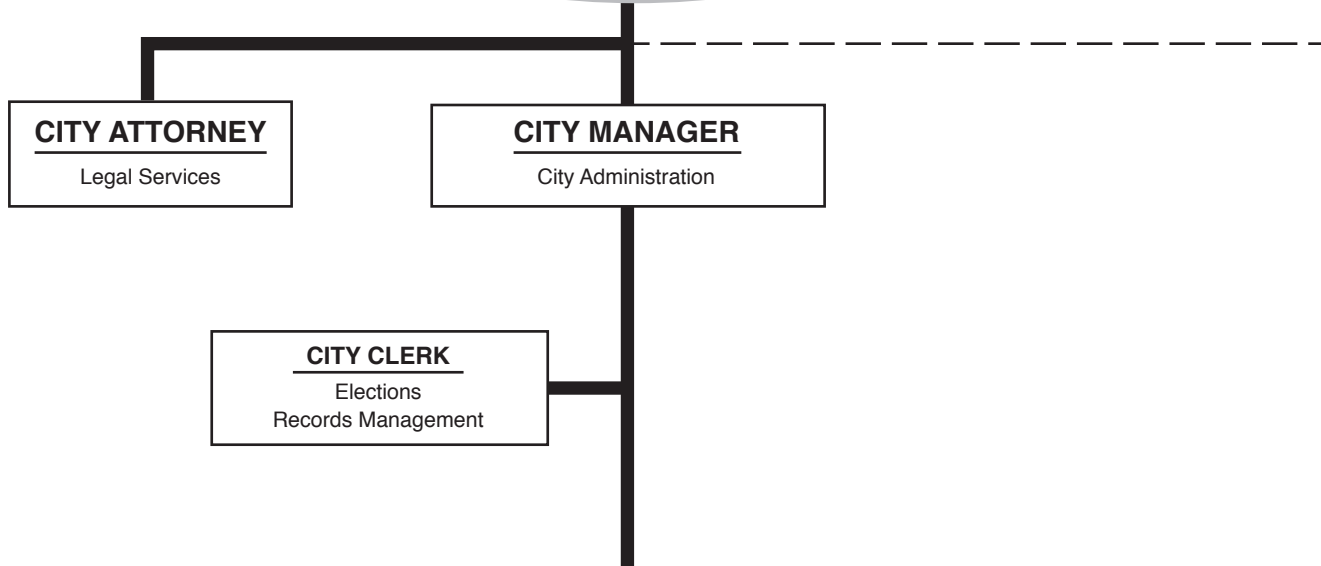 CITY ATTORNEY
Legal Services
CITY MANAGER
City Administration
CITY CLERK
Elections
Records Management